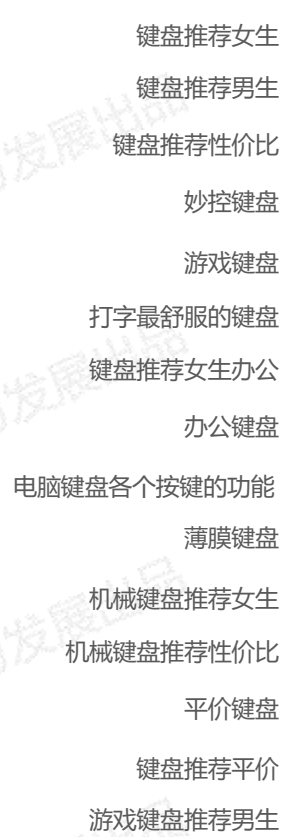 键盘推荐女生
键盘推荐男生
键盘推荐性价比
妙控键盘
游戏键盘
打字最舒服的键盘
键盘推荐女生办公
办公键盘
电脑键盘各个按键的功能
薄膜键盘
机械键盘推荐女生
机械键盘推荐性价比
平价键盘
键盘推荐平价
游戏键盘推荐男生